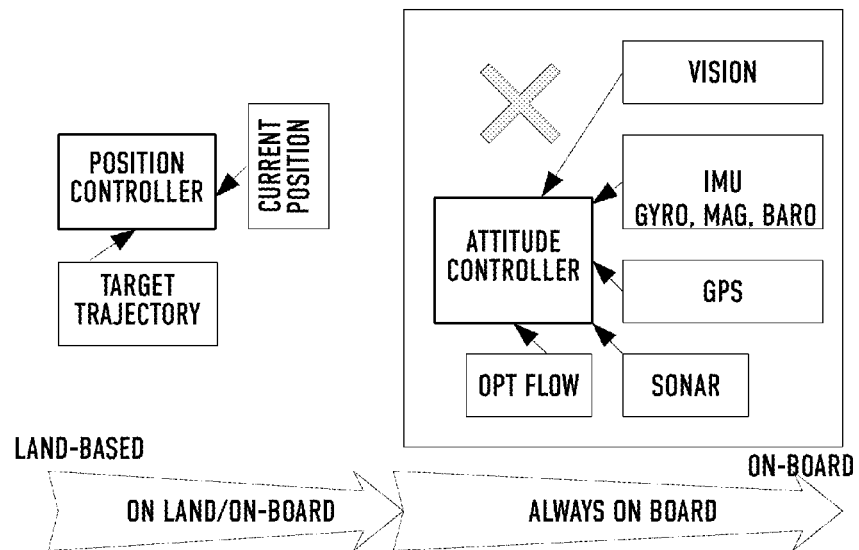 POSITION
CONTROLLER
CURRENT
POSITION
TARGET
TRAJECTORY
VISION
IMU
GYRO, MAG, BARO
ATTITUDE
CONTROLLER
GPS
OPT FLOW
SONAR
LAND-BASED
ON-BOARD
ON LAND/ON-BOARD
ALWAYS ON BOARD